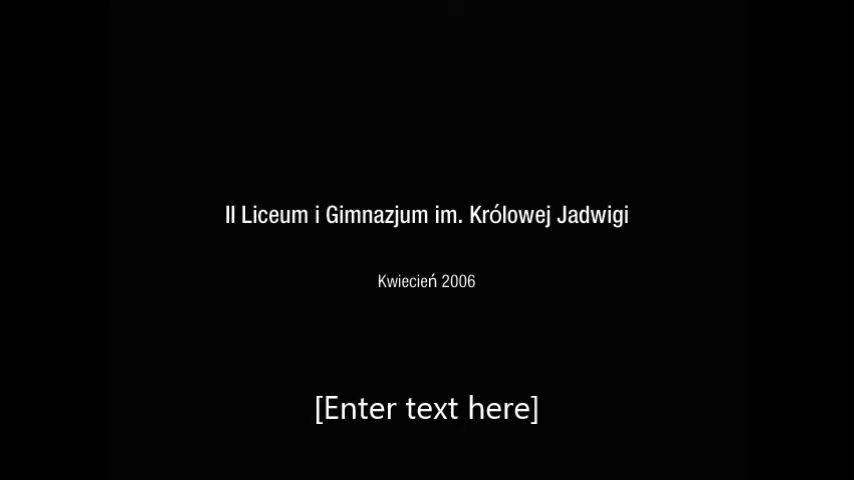 II Liceum i Gimnazjum im. Królowej Jadwigi
Kwiecień 2006
[Enter text here]